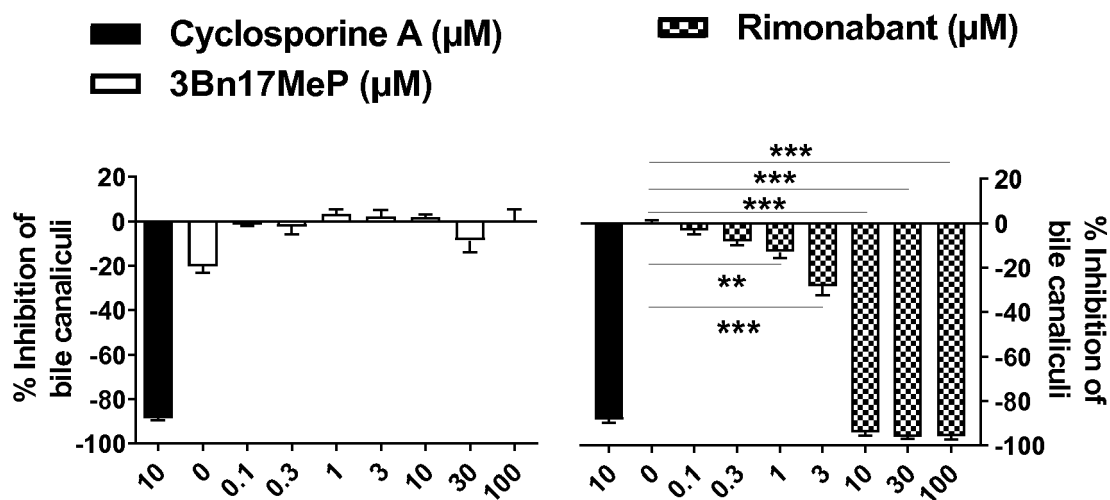 Cyclosporine A (µM)
3Bn17MeP (µM)
Rimonabant (µM)
% Inhibition of
bile canaliculi
20
0
-20
-40
-60
-80
-100
10 0 0.1 0.3 1 3 10 30 100
***
***
***
**
***
20
0
-20
-40
-60
-80
-100
10 0 0.1 0.3 1 3 10 30 100
% Inhibition of
bile canaliculi